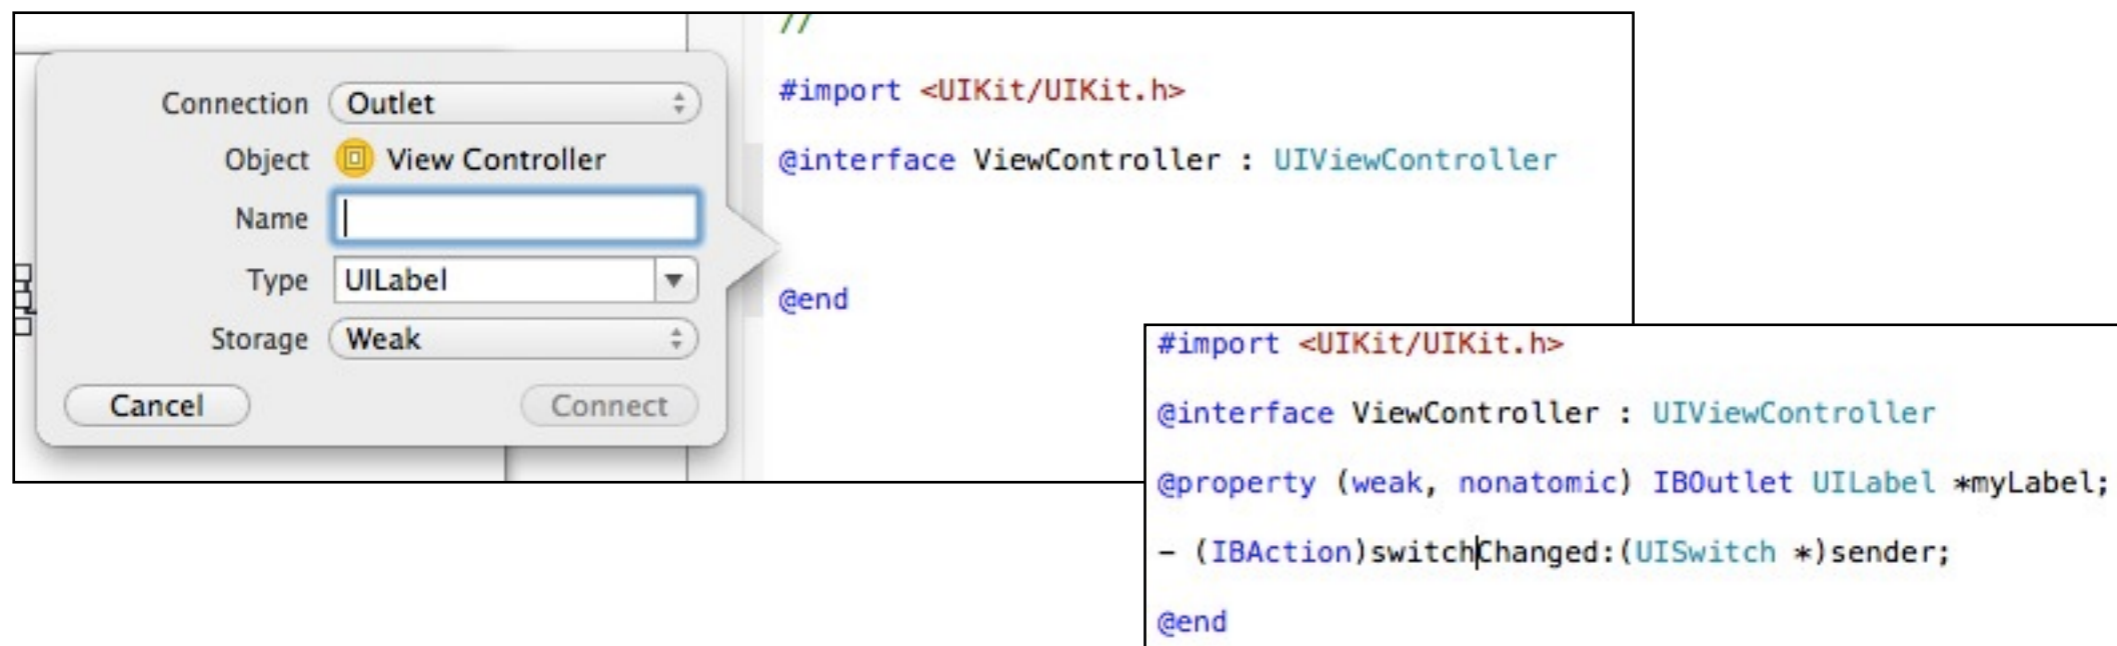 //
Connection Outlet
Object View Controller
Name
Type UILabel
Storage Weak
Cancel Connect
#import <UIKit/UIKit.h>
@interface ViewController : UIViewController
@end
#import <UIKit/UIKit.h>
@interface ViewController : UIViewController
@property (weak, nonatomic) IBOutlet UILabel *myLabel;
- (IBAction)switchChanged:(UISwitch *)sender;
@end